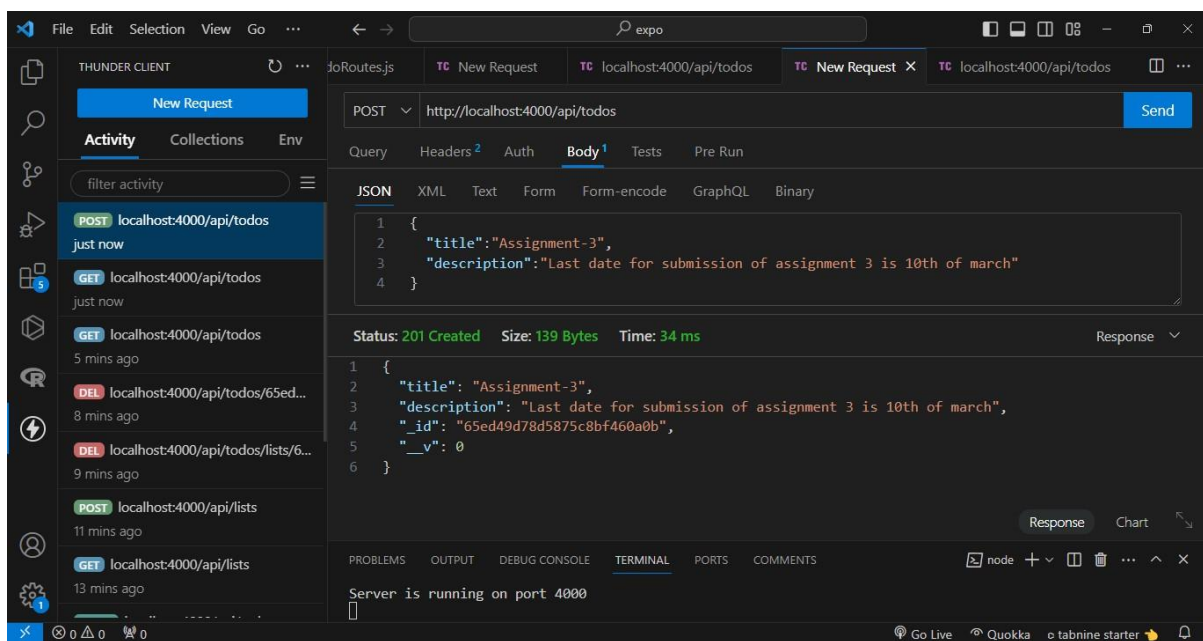 File Edit Selection View Go ··· expo
THUNDER CLIENT ···
New Request
Activity Collections Env
filter activity
POST localhost:4000/api/todos
just now
GET localhost:4000/api/todos
just now
GET localhost:4000/api/todos
5 mins ago
DEL localhost:4000/api/todos/65ed...
8 mins ago
DEL localhost:4000/api/todos/lists/6...
9 mins ago
POST localhost:4000/api/lists
11 mins ago
GET localhost:4000/api/lists
13 mins ago
5
R
1
doRoutes.js TC New Request TC localhost:4000/api/todos TC New Request TC localhost:4000/api/todos ···
POST http://localhost:4000/api/todos Send
Query Headers 2 Auth Body 1 Tests Pre Run
JSON XML Text Form Form-encode GraphQL Binary
1 {
2 "title":"Assignment-3",
3 "description":"Last date for submission of assignment 3 is 10th of march"
4 }
Status: 201 Created Size: 139 Bytes Time: 34 ms Response
1 {
2 "title": "Assignment-3",
3 "description": "Last date for submission of assignment 3 is 10th of march",
4 "_id": "65ed49d78d5875c8bf460a0b",
5 "__v": 0
6 }
Response Chart
PROBLEMS OUTPUT DEBUG CONSOLE TERMINAL PORTS COMMENTS node ···
Server is running on port 4000
0 0 0 Go Live Quokka tabnine starter